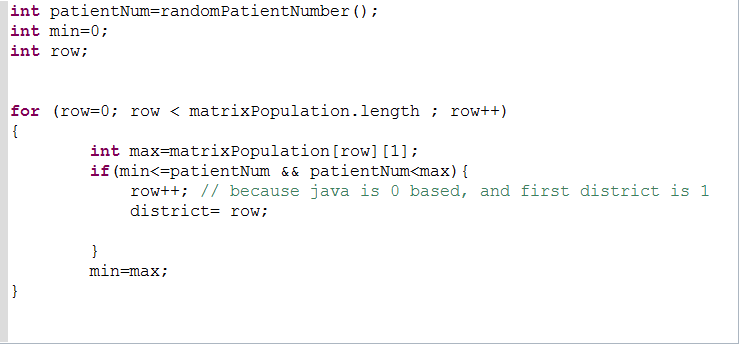 int patientNum=randomPatientNumber();
int min=0;
int row;
for (row=0; row < matrixPopulation.length ; row++)
{
int max=matrixPopulation[row][1];
if(min<=patientNum && patientNum<max){
row++; // because java is 0 based, and first district is 1
district= row;
}
min=max;
}